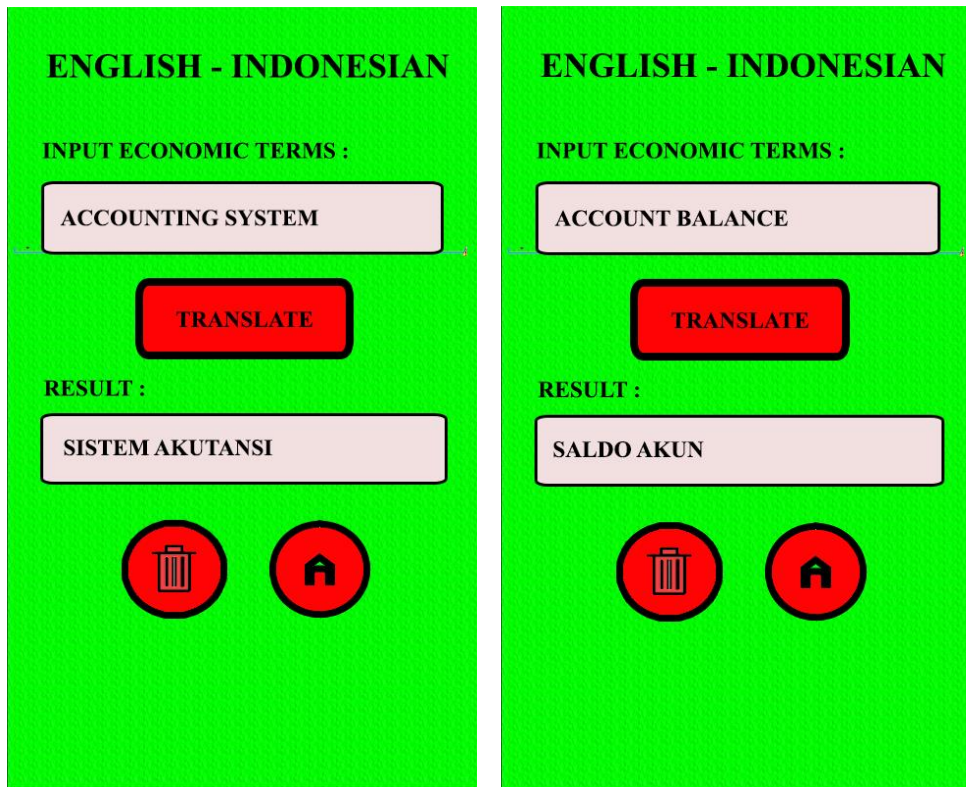 ENGLISH - INDONESIAN
INPUT ECONOMIC TERMS :
ACCOUNTING SYSTEM
TRANSLATE
RESULT :
SISTEM AKUTANSI
ENGLISH - INDONESIAN
INPUT ECONOMIC TERMS :
ACCOUNT BALANCE
TRANSLATE
RESULT :
SALDO AKUN